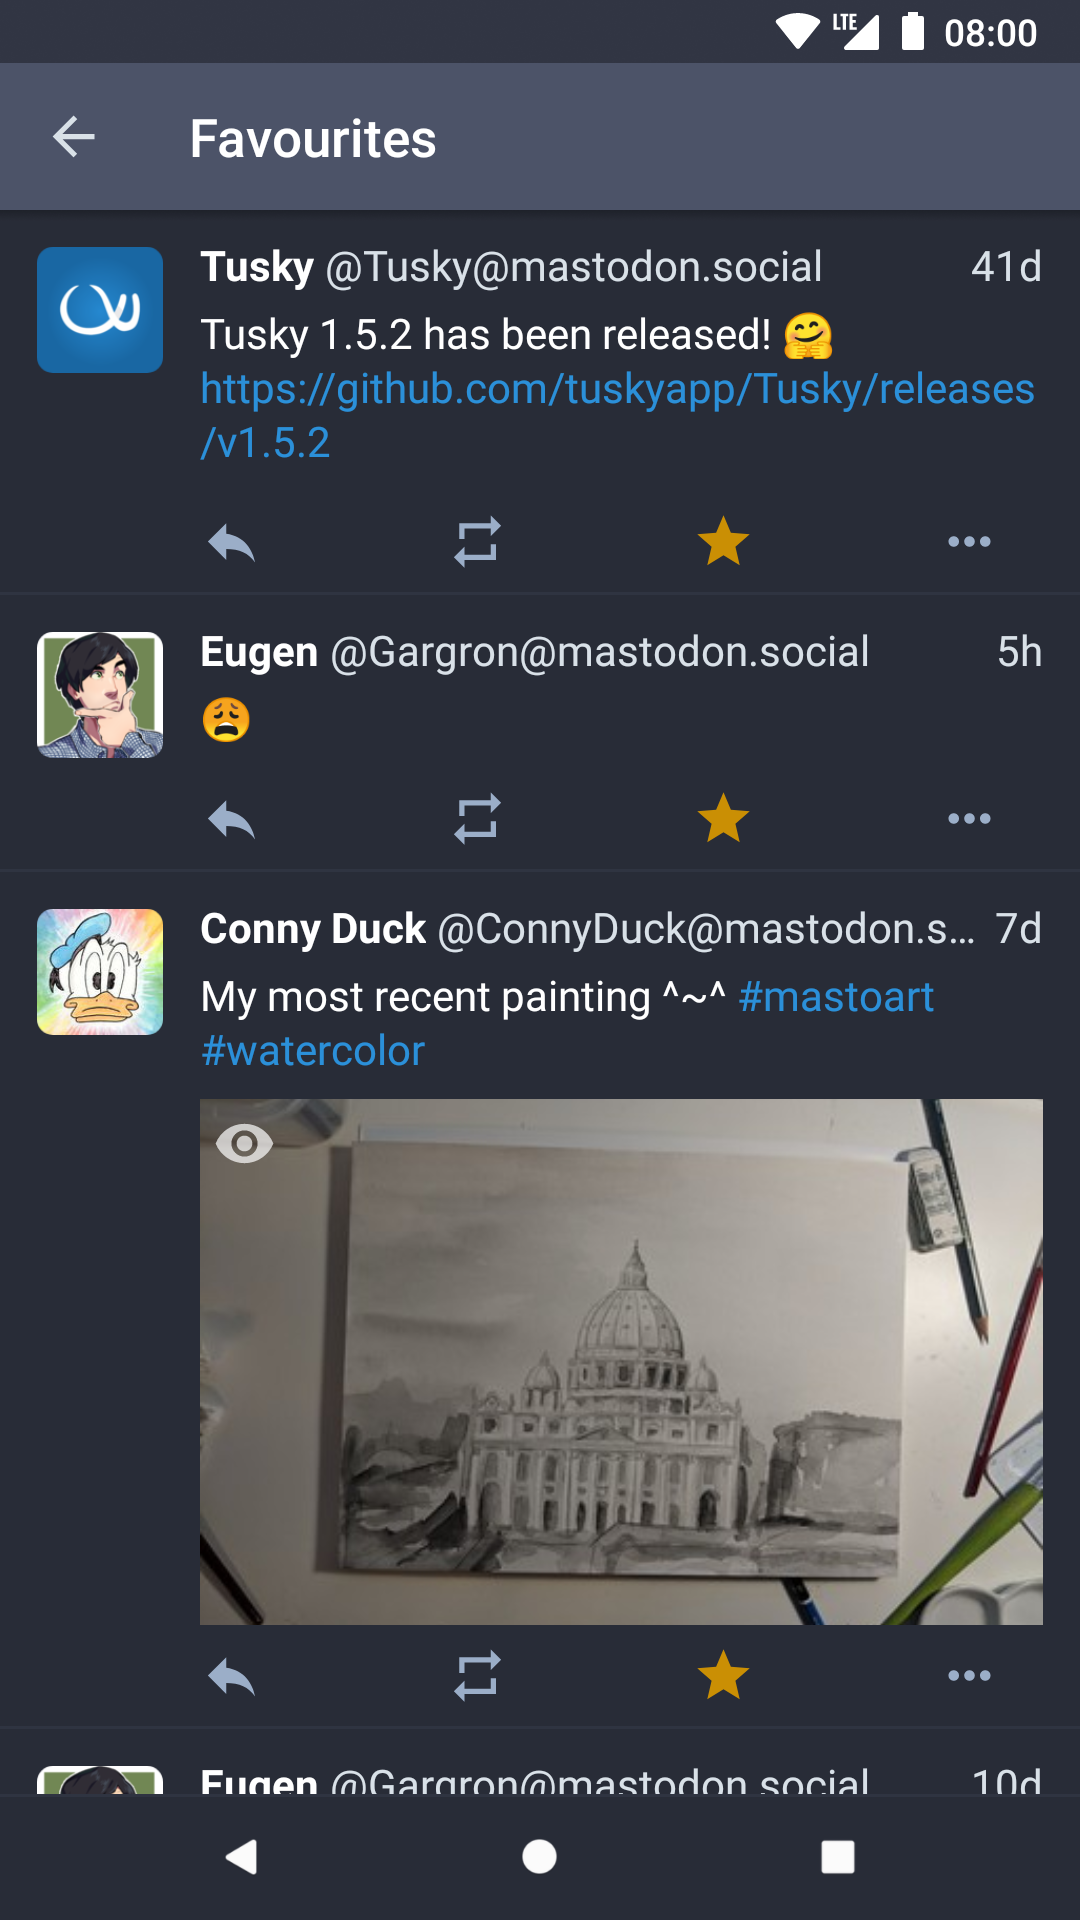 LTE 08:00
Favourites
Tusky @Tusky@mastodon.social 41d
Tusky 1.5.2 has been released! 🤗
https://github.com/tuskyapp/Tusky/releases
/v1.5.2
Eugen @Gargron@mastodon.social 5h
😩
Conny Duck @ConnyDuck@mastodon.s… 7d
My most recent painting ^~^ #mastoart
#watercolor
Eugen @Gargron@mastodon.social 10d